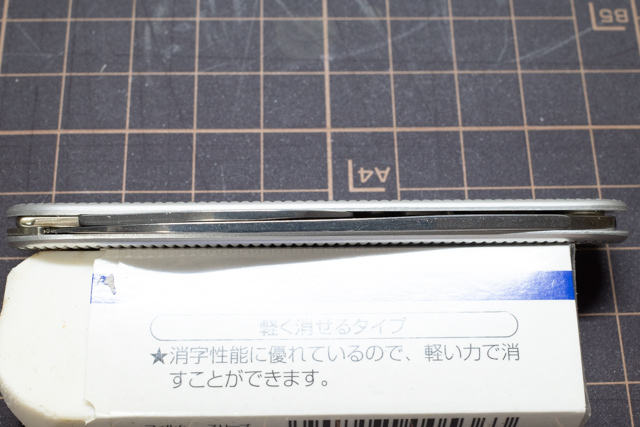 B5
A4
軽く消せるタイプ
★消字性能に優れているので、軽い力で消
すことができます。